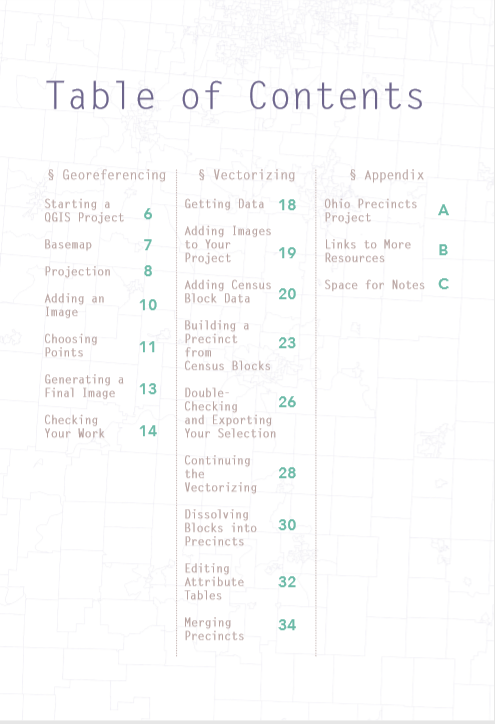 Table of Contents
§ Georeferencing
Starting a
QGIS Project 6
Basemap 7
Projection 8
Adding an
Image 10
Choosing
Points 11
Generating a
Final Image 13
Checking
Your Work 14
§ Vectorizing
Getting Data 18
Adding Images
to Your
Project 19
Adding Census
Block Data 20
Building a
Precinct
from
Census Blocks 23
Double-
Checking
and Exporting
Your Selection 26
Continuing
the
Vectorizing 28
Dissolving
Blocks into
Precincts 30
Editing
Attribute
Tables 32
Merging
Precincts 34
§ Appendix
Ohio Precincts
Project A
Links to More
Resources B
Space for Notes C